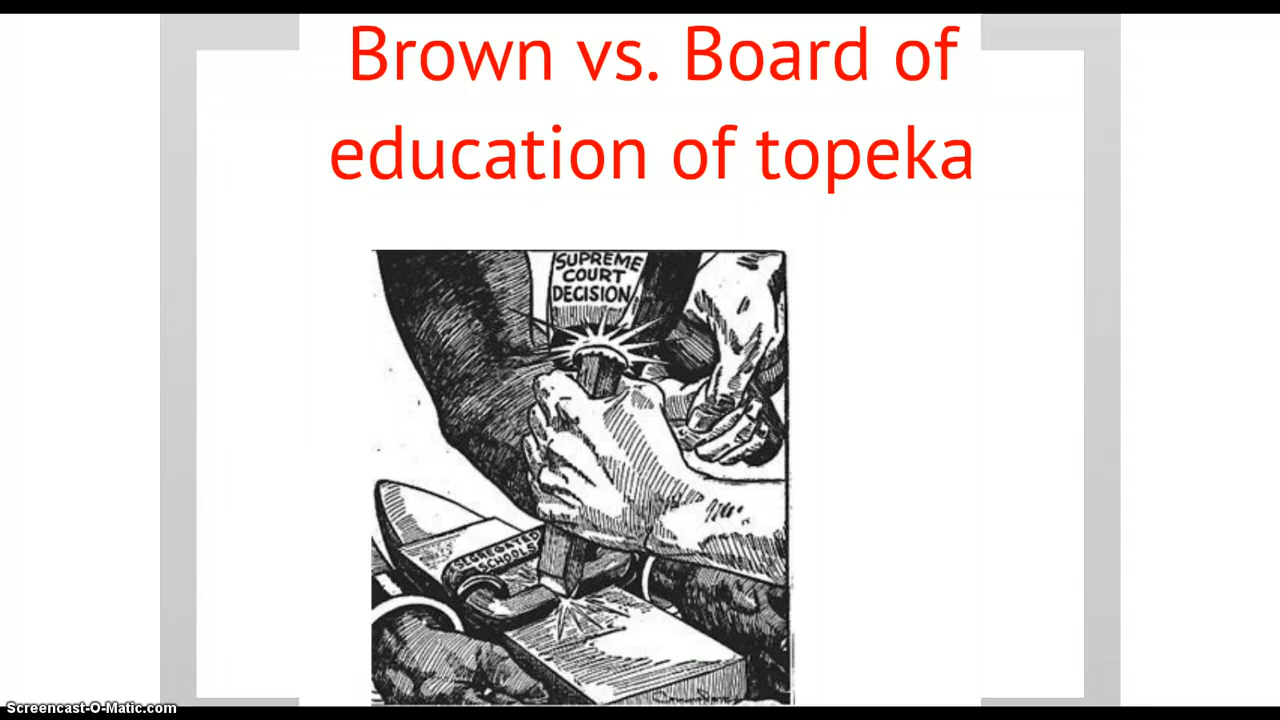 Brown vs. Board of
education of topeka
SUPREME
COURT
DECISION
SEGREGATED
SCHOOLS
Screencast-O-Matic.com